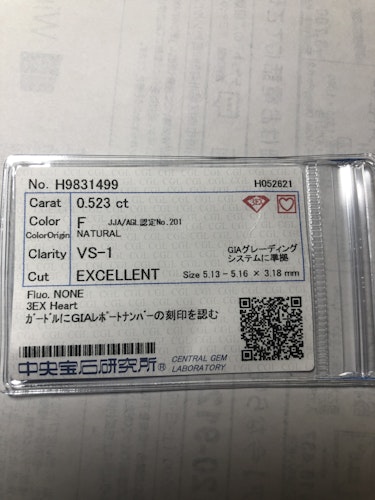 No. H9831499 H052621
Carat 0.523 ct
Color F JJA/AGL認定No.201
ColorOrigin NATURAL
Clarity VS-1 GIAグレーディング
システムに準拠
Cut EXCELLENT Size 5.13 - 5.16 × 3.18 mm
Fluo. NONE
3EX Heart
ガードルにGIAレポートナンバーの刻印を認む
中央宝石研究所® CENTRAL GEM
LABORATORY